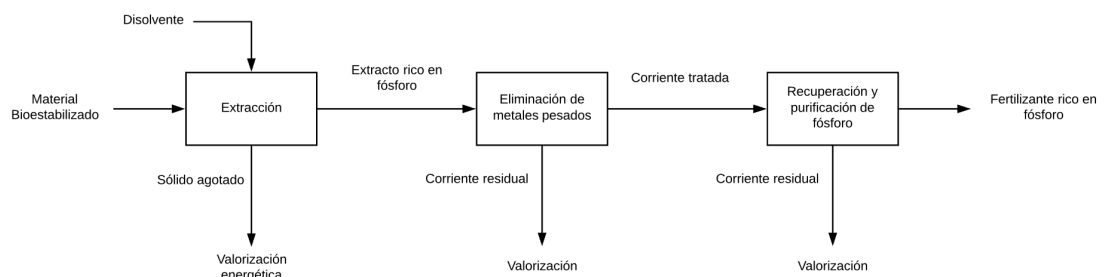 Disolvente
Material
Bioestabilizado
Extracción
Extracto rico en
fósforo
Eliminación de
metales pesados
Corriente tratada
Recuperación y
purificación de
fósforo
Fertilizante rico en
fósforo
Sólido agotado
Corriente residual
Corriente residual
Valorización
energética
Valorización
Valorización